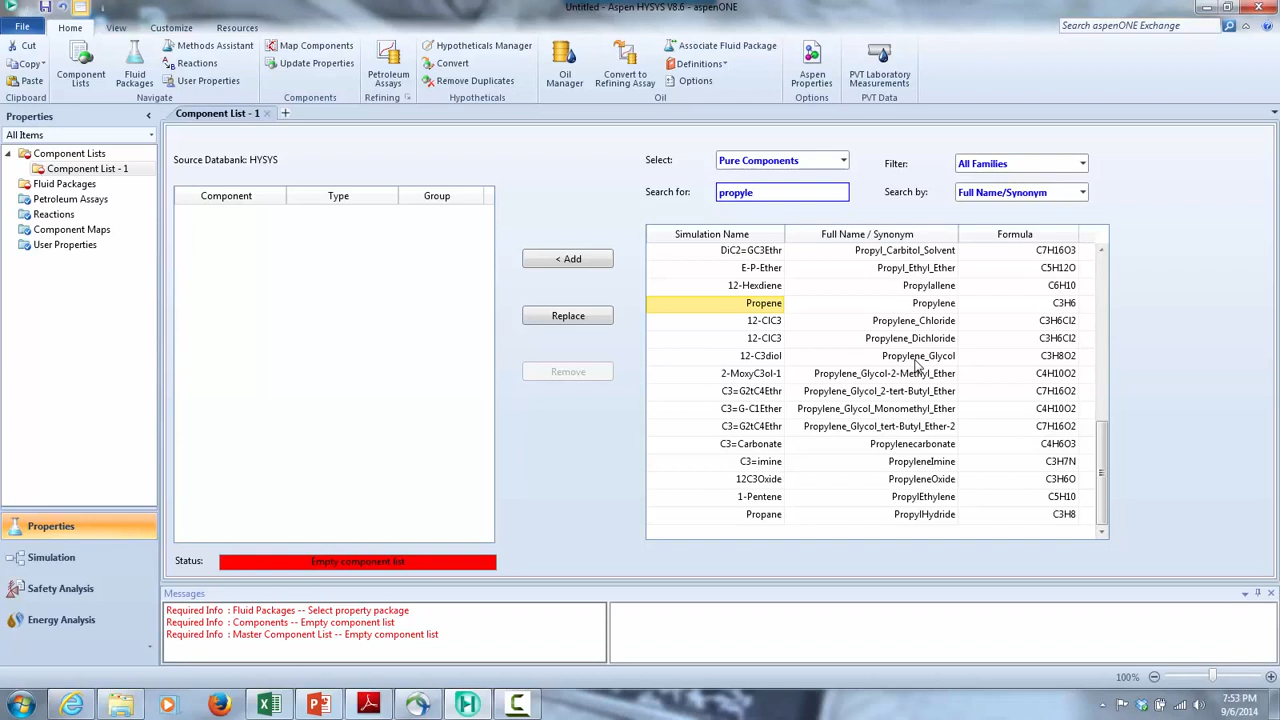 Untitled - Aspen HYSYS V8.6 - aspenONE
File
Home
View
Customize
Resources
Search aspenONE Exchange
Cut
Copy
Paste
Clipboard
Component Lists
Fluid Packages
Methods Assistant
Reactions
User Properties
Navigate
Map Components
Update Properties
Components
Petroleum Assays
Refining
Hypotheticals Manager
Convert
Remove Duplicates
Hypotheticals
Oil Manager
Convert to Refining Assay
Associate Fluid Package
Definitions
Options
Oil
Aspen Properties
Options
PVT Laboratory Measurements
PVT Data
Properties
All Items
Component Lists
Component List - 1
Fluid Packages
Petroleum Assays
Reactions
Component Maps
User Properties
Properties
Simulation
Safety Analysis
Energy Analysis
Component List - 1
Source Databank: HYSYS
Component Type Group
< Add
Replace
Remove
Status: Empty component list
Select: Pure Components
Filter: All Families
Search for: propyle
Search by: Full Name/Synonym
Simulation Name Full Name / Synonym Formula
DiC2=GC3Ethr Propyl_Carbitol_Solvent C7H16O3
E-P-Ether Propyl_Ethyl_Ether C5H12O
12-Hexdiene Propylallene C6H10
Propene Propylene C3H6
12-ClC3 Propylene_Chloride C3H6Cl2
12-ClC3 Propylene_Dichloride C3H6Cl2
12-C3diol Propylene_Glycol C3H8O2
2-MoxyC3ol-1 Propylene_Glycol-2-Methyl_Ether C4H10O2
C3=G2tC4Ethr Propylene_Glycol_2-tert-Butyl_Ether C7H16O2
C3=G-C1Ether Propylene_Glycol_Monomethyl_Ether C4H10O2
C3=G2tC4Ethr Propylene_Glycol_tert-Butyl_Ether-2 C7H16O2
C3=Carbonate Propylenecarbonate C4H6O3
C3=imine PropyleneImine C3H7N
12C3Oxide PropyleneOxide C3H6O
1-Pentene PropylEthylene C5H10
Propane PropylHydride C3H8
Messages
Required Info : Fluid Packages -- Select property package
Required Info : Components -- Empty component list
Required Info : Master Component List -- Empty component list
100%
7:53 PM
9/6/2014